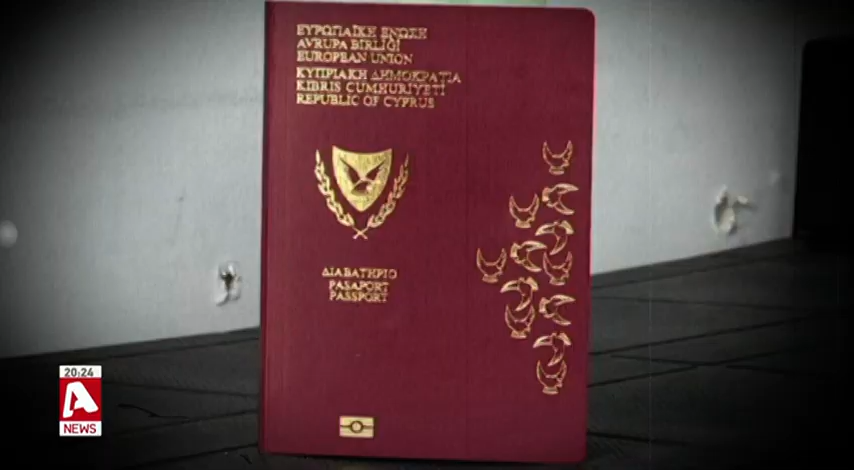 ΕΥΡΩΠΑΪΚΗ ΕΝΩΣΗ
AVRUPA BİRLİĞİ
EUROPEAN UNION
ΚΥΠΡΙΑΚΗ ΔΗΜΟΚΡΑΤΙΑ
KIBRIS CUMHURİYETİ
REPUBLIC OF CYPRUS
ΔΙΑΒΑΤΗΡΙΟ
PASAPORT
PASSPORT
20:24
A
NEWS